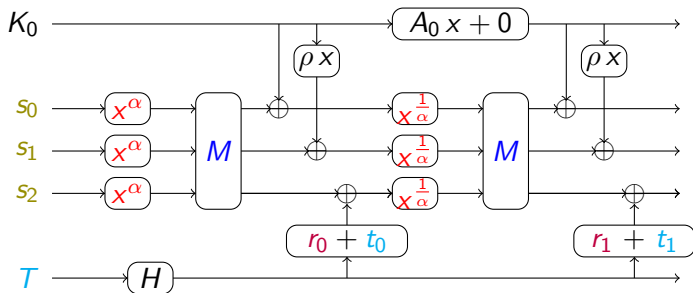 K₀ A₀ x + 0
ρ x ρ x
s₀ x^α x^{1/α}
s₁ x^α M x^{1/α} M
s₂ x^α x^{1/α}
r₀ + t₀ r₁ + t₁
T H